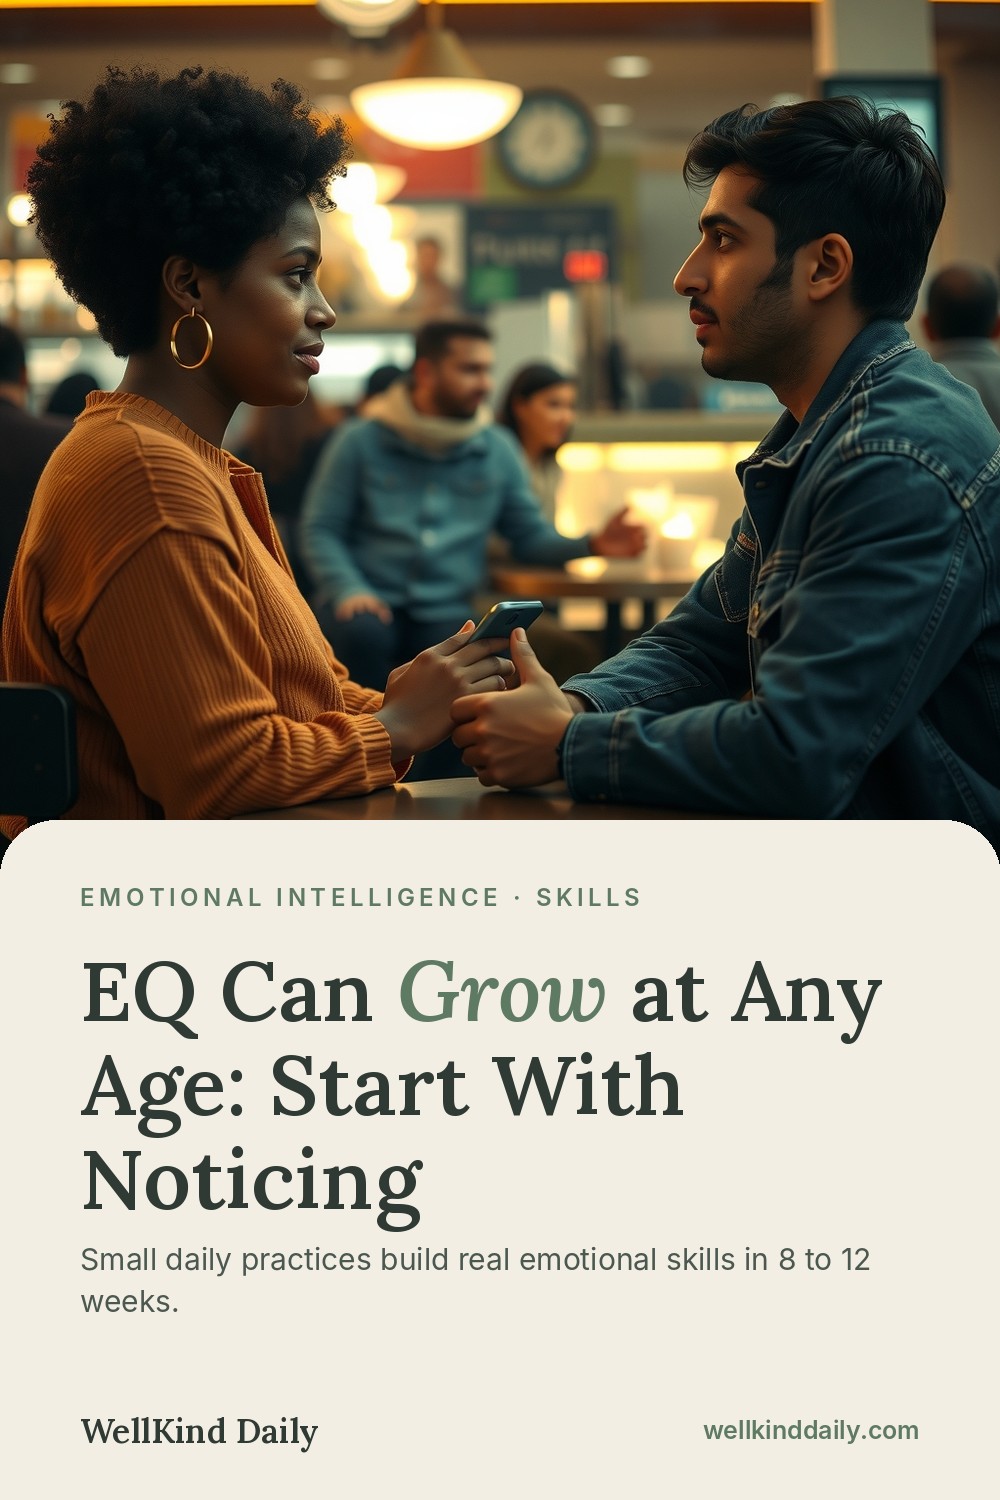 EMOTIONAL INTELLIGENCE · SKILLS
EQ Can Grow at Any
Age: Start With
Noticing
Small daily practices build real emotional skills in 8 to 12
weeks.
WellKind Daily
wellkinddaily.com